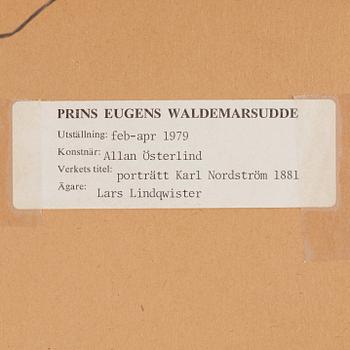 PRINS EUGENS WALDEMARSUDDE
Utställning: feb-apr 1979
Konstnär: Allan Österlind
Verkets titel: porträtt Karl Nordström 1881
Ägare: Lars Lindqwister